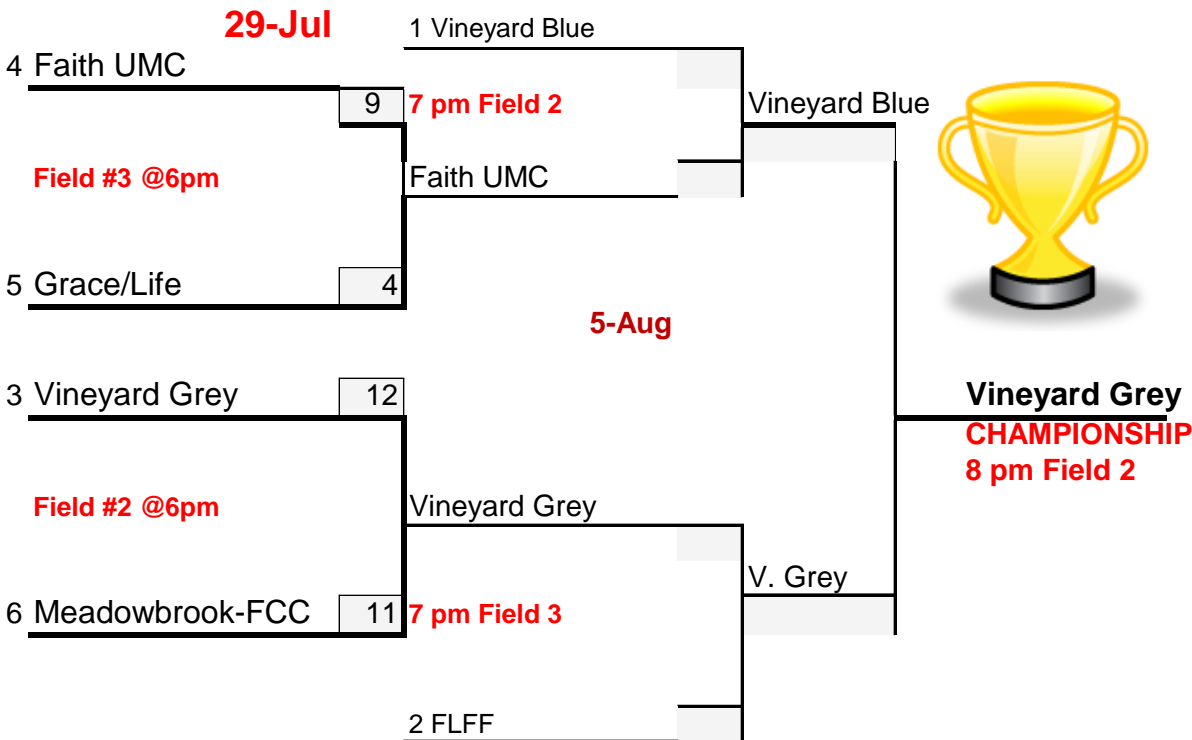 29-Jul
1 Vineyard Blue
4 Faith UMC
9
7 pm Field 2
Vineyard Blue
Field #3 @6pm
Faith UMC
5 Grace/Life
4
5-Aug
3 Vineyard Grey
12
Vineyard Grey
CHAMPIONSHIP
8 pm Field 2
Field #2 @6pm
Vineyard Grey
V. Grey
6 Meadowbrook-FCC
11
7 pm Field 3
2 FLFF